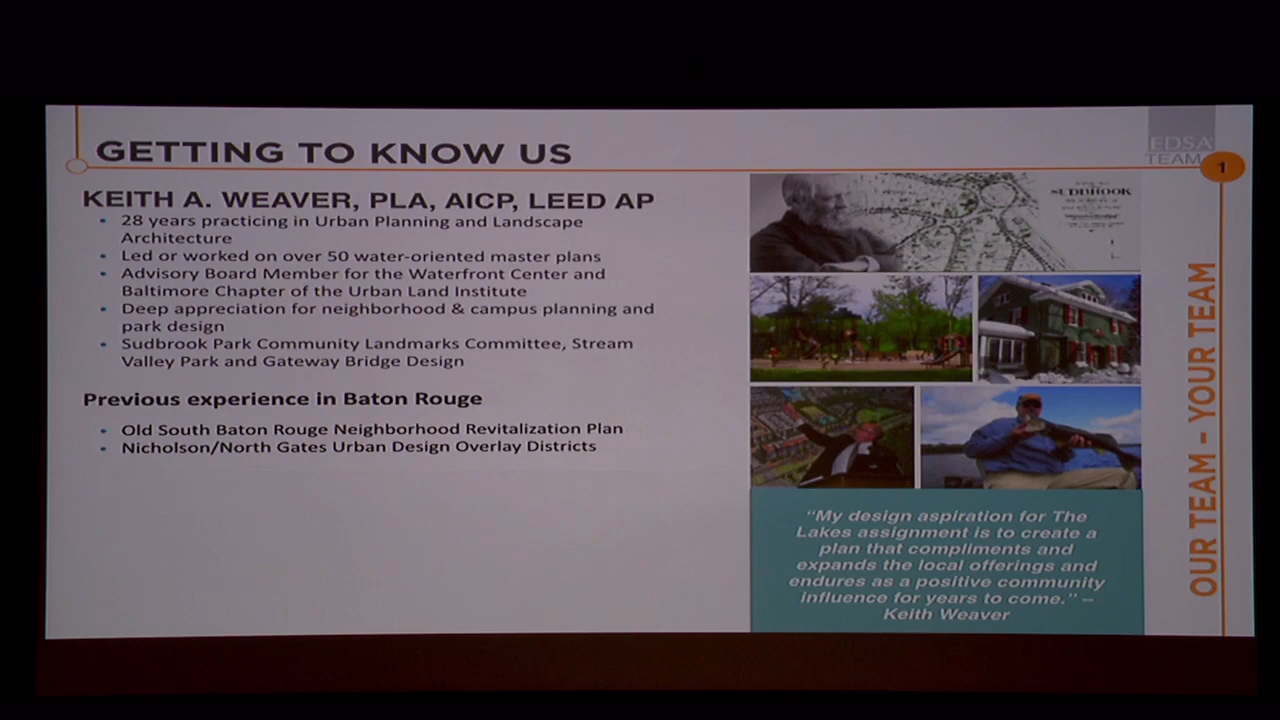 GETTING TO KNOW US
EDSA
TEAM
1
KEITH A. WEAVER, PLA, AICP, LEED AP
• 28 years practicing in Urban Planning and Landscape
Architecture
• Led or worked on over 50 water-oriented master plans
• Advisory Board Member for the Waterfront Center and
Baltimore Chapter of the Urban Land Institute
• Deep appreciation for neighborhood & campus planning and
park design
• Sudbrook Park Community Landmarks Committee, Stream
Valley Park and Gateway Bridge Design
Previous experience in Baton Rouge
• Old South Baton Rouge Neighborhood Revitalization Plan
• Nicholson/North Gates Urban Design Overlay Districts
SUDBROOK
"My design aspiration for The
Lakes assignment is to create a
plan that compliments and
expands the local offerings and
endures as a positive community
influence for years to come." –
Keith Weaver
OUR TEAM – YOUR TEAM